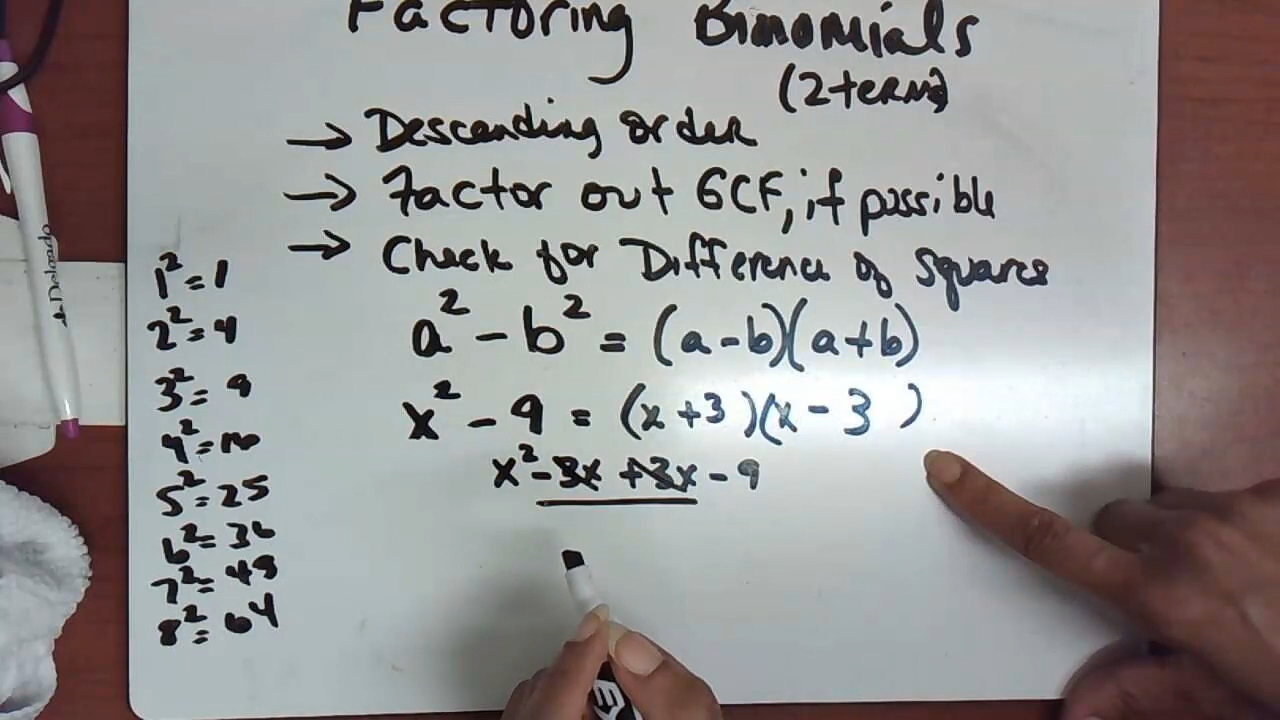 Factoring Binomials
(2 terms)
→ Descending order
→ Factor out GCF, if possible
→ Check for Difference of squares
a² - b² = (a-b)(a+b)
x² - 9 = (x+3)(x-3)
x² - 3x + 3x - 9
1² = 1
2² = 4
3² = 9
4² = 16
5² = 25
6² = 36
7² = 49
8² = 64
Delgado